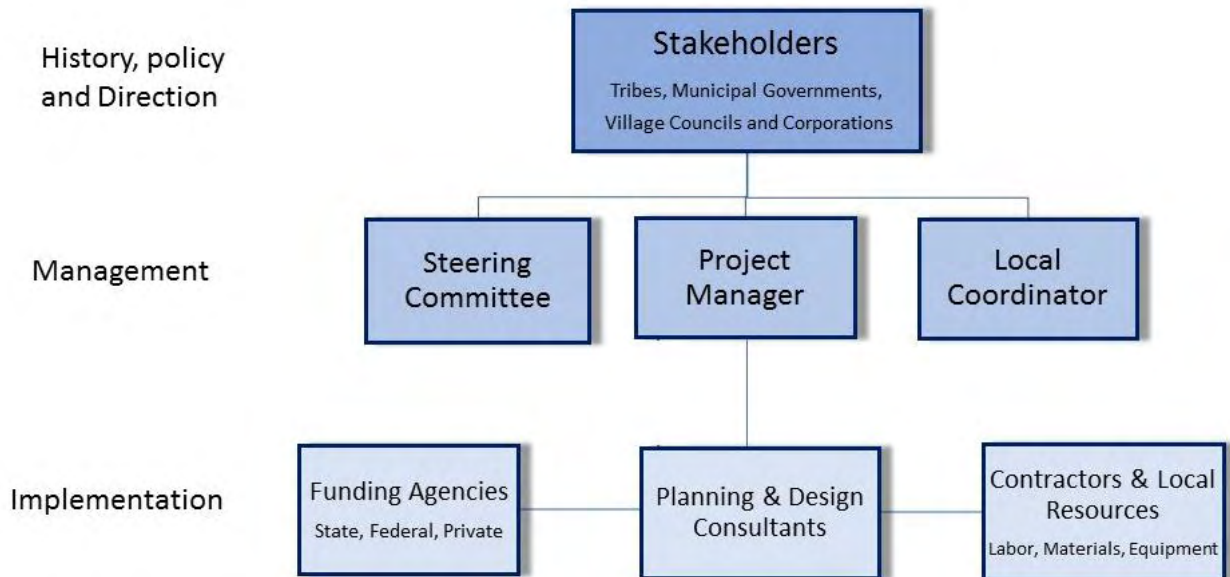 History, policy
and Direction
Stakeholders
Tribes, Municipal Governments,
Village Councils and Corporations
Management
Steering
Committee
Project
Manager
Local
Coordinator
Implementation
Funding Agencies
State, Federal, Private
Planning & Design
Consultants
Contractors & Local
Resources
Labor, Materials, Equipment